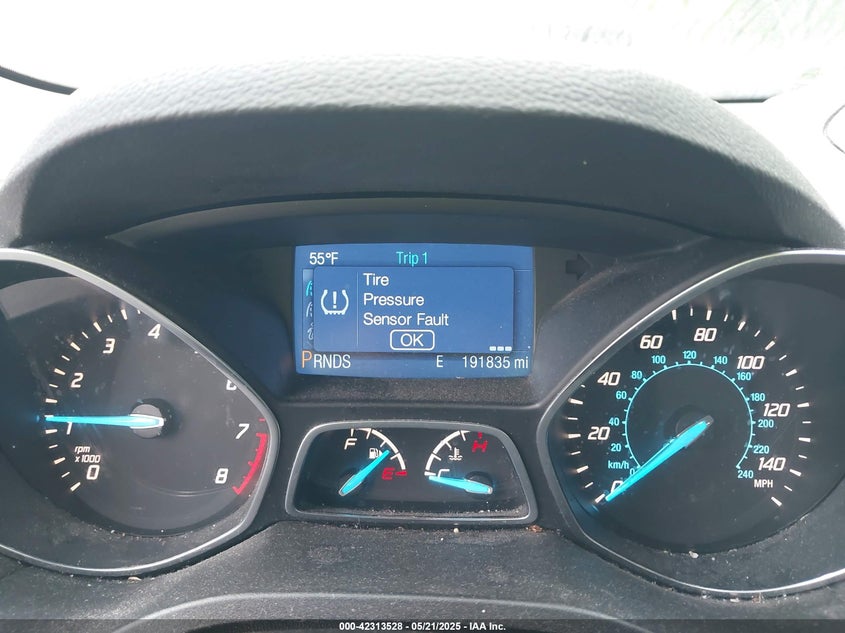 55°F Trip 1
Tire
Pressure
Sensor Fault
OK
PRNDS E 191835 mi
0 1 2 3 4 6 7 8
rpm
x1000
F E
C H
0 20 40 60 80 100 120 140
MPH
0 20 40 60 80 100 120 140 160 180 200 220 240
km/h
000-42313528 - 05/21/2025 - IAA Inc.